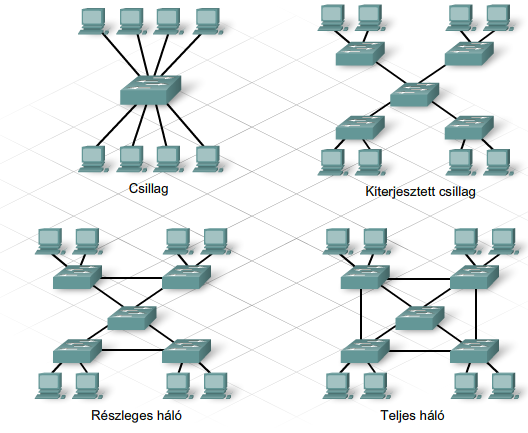 Csillag
Kiterjesztett csillag
Részleges háló
Teljes háló